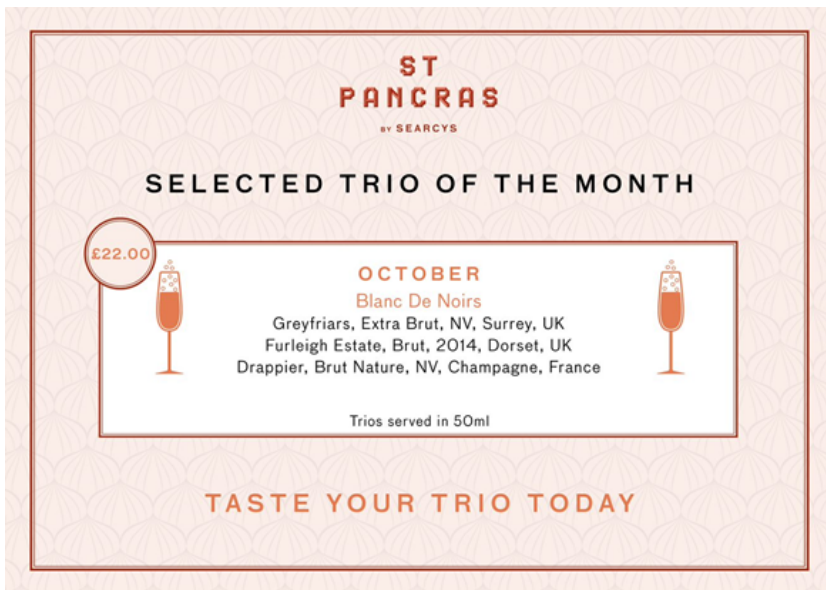 ST
PANCRAS
BY SEARCYS
SELECTED TRIO OF THE MONTH
£22.00
OCTOBER
Blanc De Noirs
Greyfriars, Extra Brut, NV, Surrey, UK
Furleigh Estate, Brut, 2014, Dorset, UK
Drappier, Brut Nature, NV, Champagne, France
Trios served in 50ml
TASTE YOUR TRIO TODAY